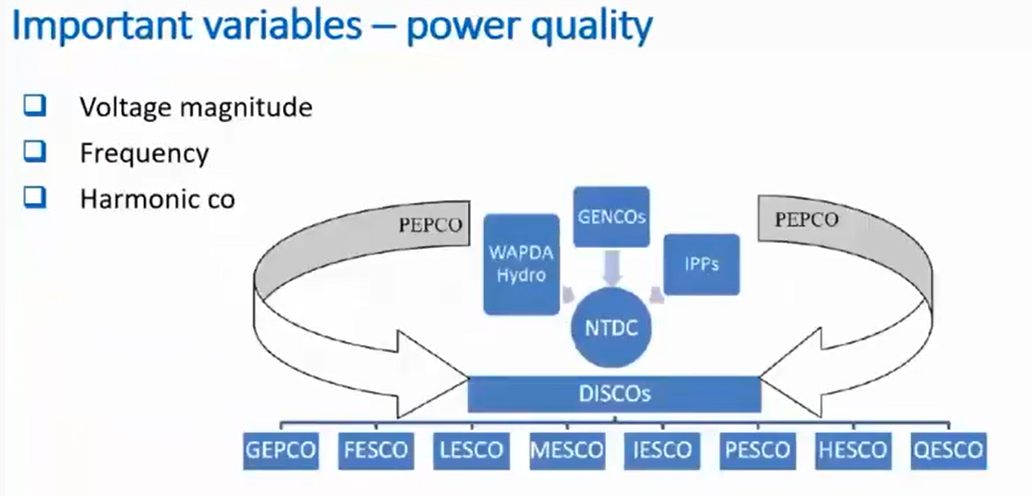 Important variables – power quality
Voltage magnitude
Frequency
Harmonic co
PEPCO
GENCOs
PEPCO
WAPDA
Hydro
IPPs
NTDC
DISCOs
GEPCO FESCO LESCO MESCO IESCO PESCO HESCO QESCO